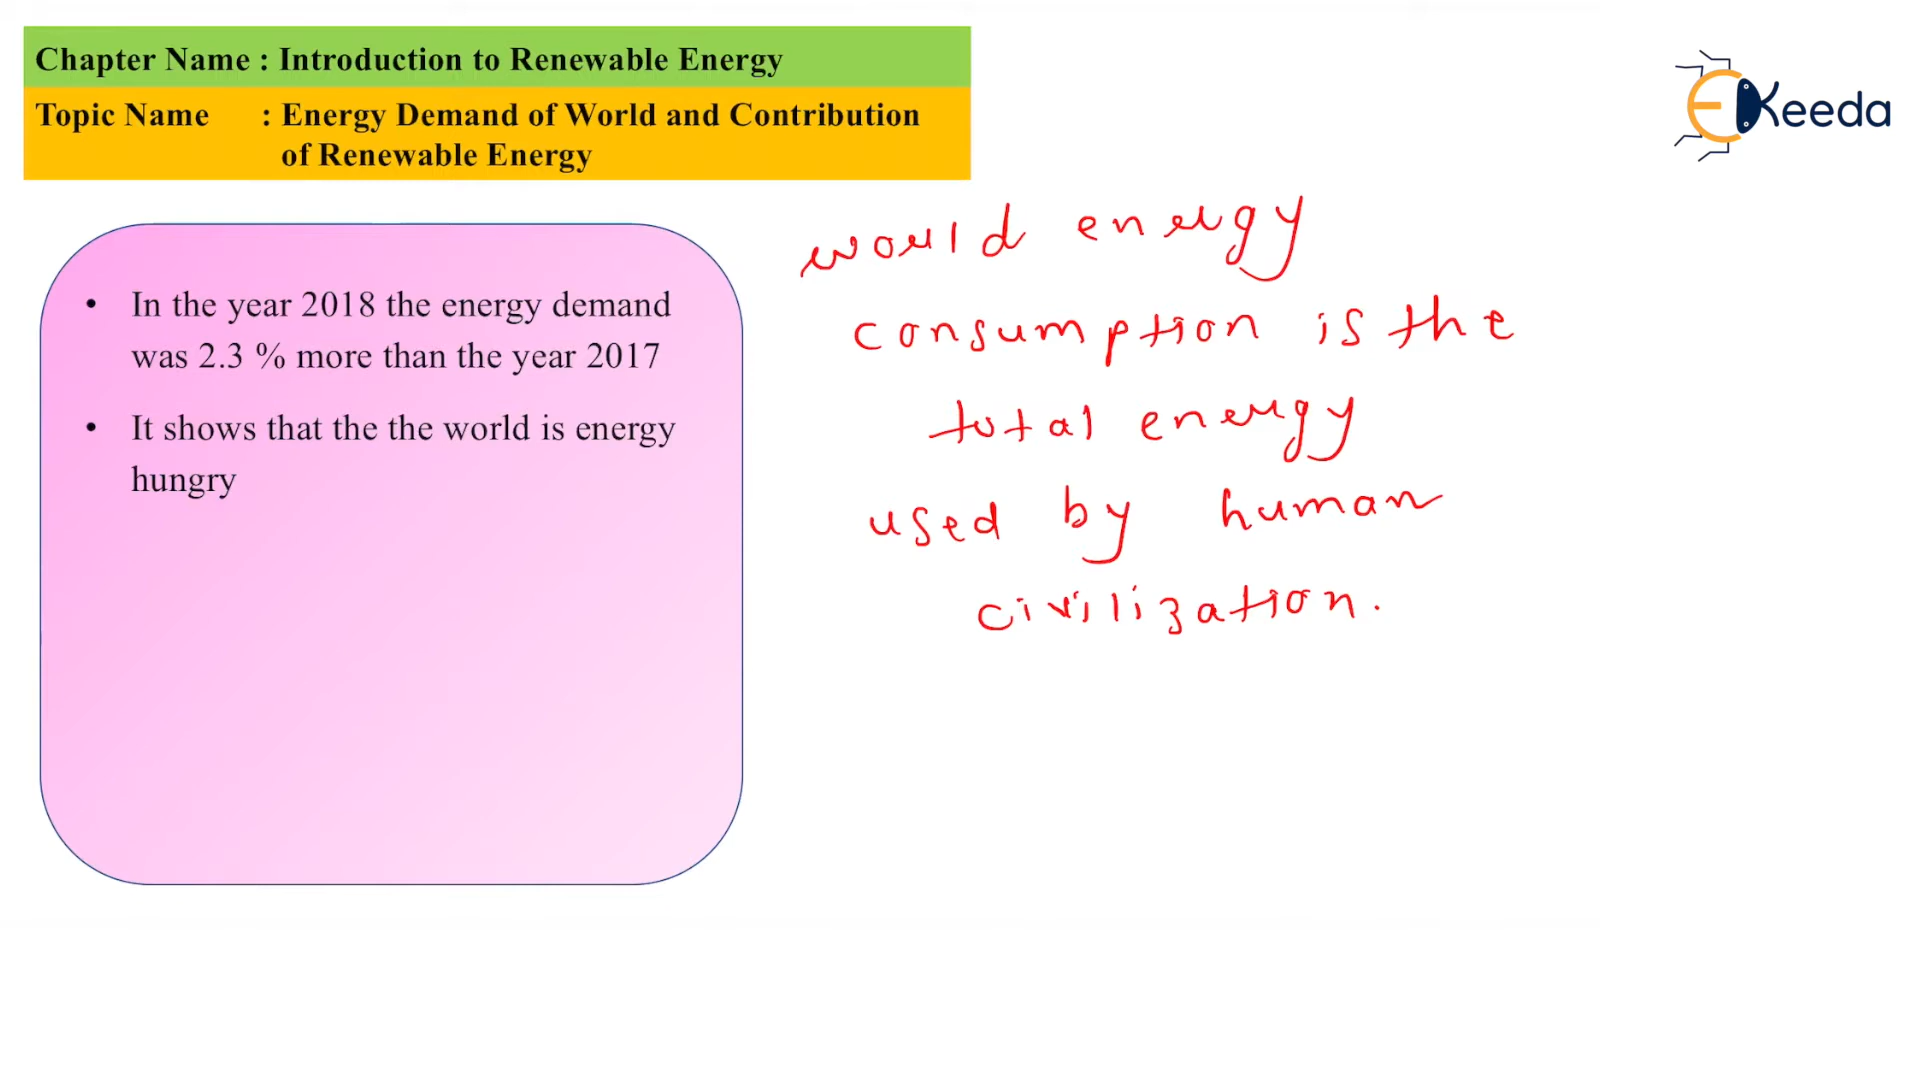 Chapter Name : Introduction to Renewable Energy
Topic Name : Energy Demand of World and Contribution
of Renewable Energy
EKeeda
• In the year 2018 the energy demand
was 2.3 % more than the year 2017
• It shows that the the world is energy
hungry
world energy
consumption is the
total energy
used by human
civilization.